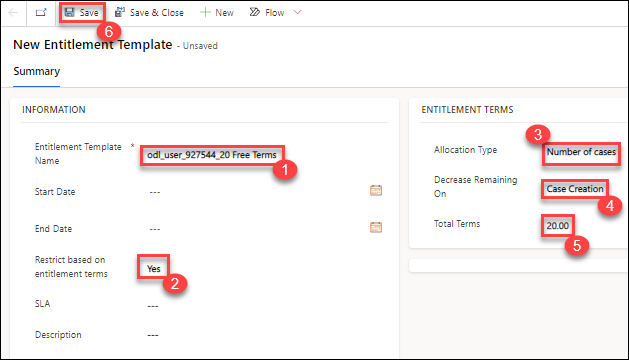 Save
Save & Close
New
Flow
6
New Entitlement Template - Unsaved
Summary
INFORMATION
Entitlement Template Name *
odl_user_927544_20 Free Terms
1
Start Date
---
End Date
---
Restrict based on entitlement terms
Yes
2
SLA
---
Description
---
ENTITLEMENT TERMS
3
Allocation Type
Number of cases
Decrease Remaining On
Case Creation
4
Total Terms
20.00
5